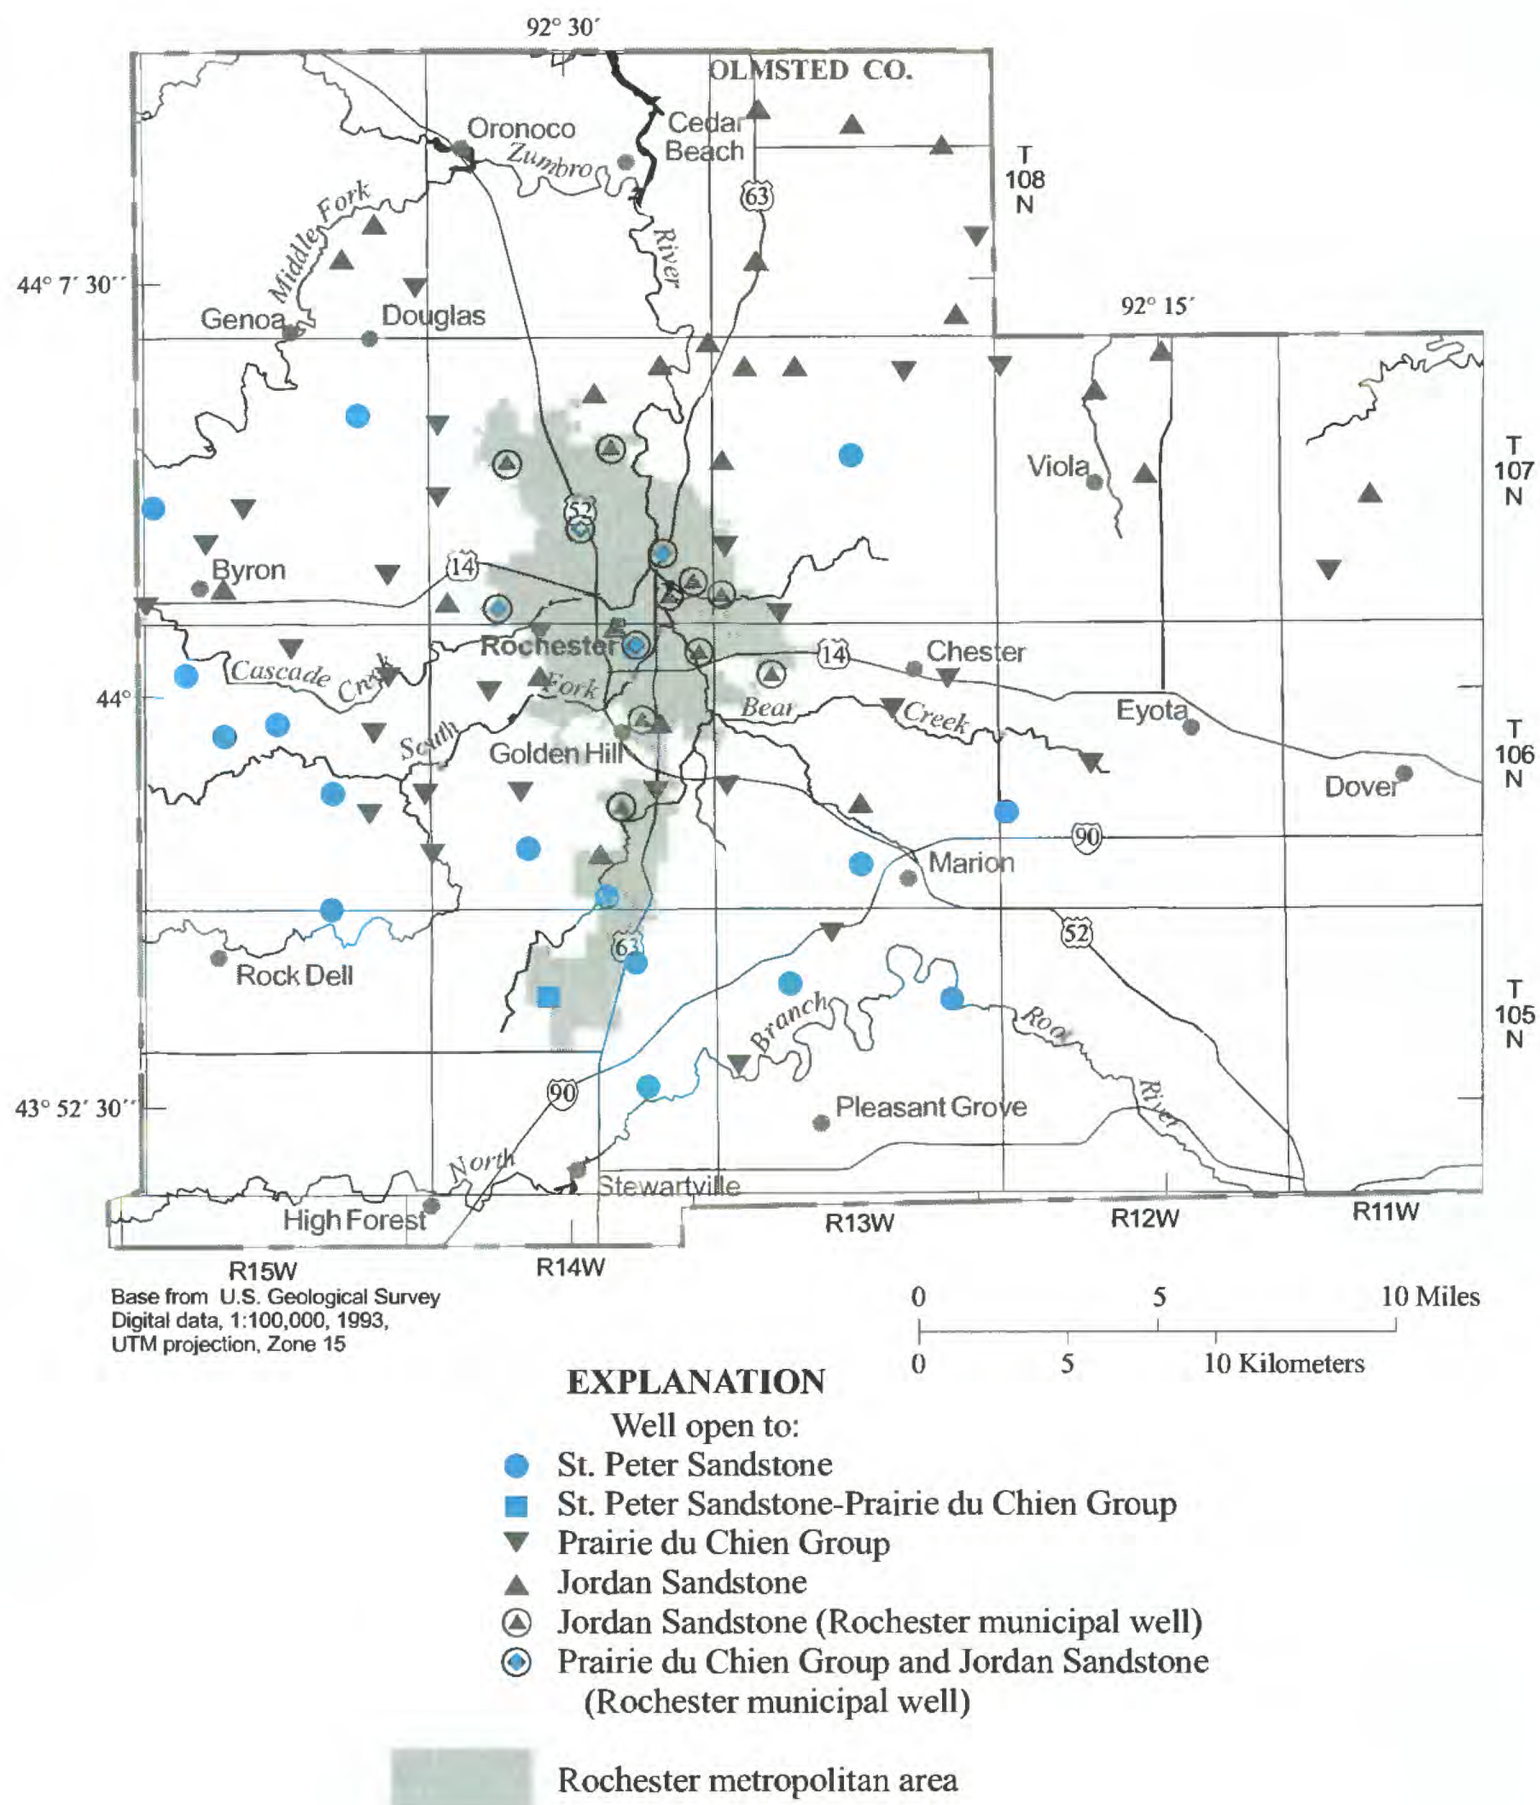 92° 30′
OLMSTED CO.
Cedar
Beach
Oronoco
Zumbro
River
Middle Fork
63
T
108
N
44° 7′ 30′′
Genoa
Douglas
92° 15′
Viola
T
107
N
52
Byron
14
Rochester
14
Chester
Cascade Creek
44°
Fork
Bear
Creek
Eyota
South
Golden Hill
T
106
N
Dover
90
Marion
52
63
Rock Dell
Branch
Root
River
T
105
N
90
43° 52′ 30′′
Pleasant Grove
North
Stewartville
High Forest
R13W
R12W
R11W
R15W
R14W
Base from U.S. Geological Survey
Digital data, 1:100,000, 1993,
UTM projection, Zone 15
0 5 10 Miles
0 5 10 Kilometers
EXPLANATION
Well open to:
St. Peter Sandstone
St. Peter Sandstone-Prairie du Chien Group
Prairie du Chien Group
Jordan Sandstone
Jordan Sandstone (Rochester municipal well)
Prairie du Chien Group and Jordan Sandstone
(Rochester municipal well)
Rochester metropolitan area